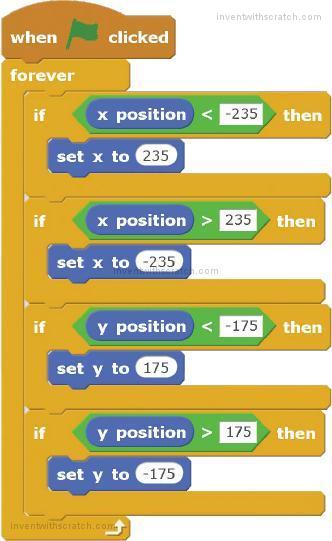 inventwithscratch.com
when clicked
forever
if x position < -235 then
set x to 235
if x position > 235 then
set x to -235
inventwithscratch.com
if y position < -175 then
set y to 175
if y position > 175 then
set y to -175
inventwithscratch.com